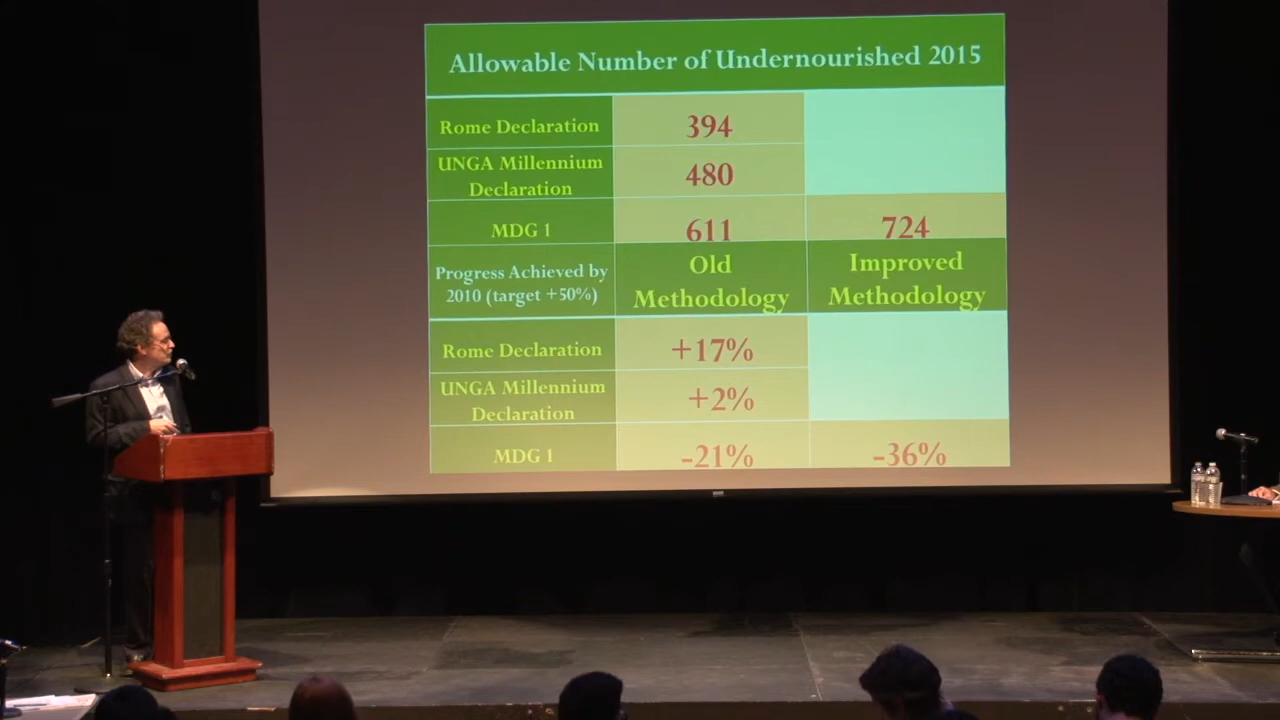 Allowable Number of Undernourished 2015
Rome Declaration 394
UNGA Millennium
Declaration 480
MDG 1 611 724
Progress Achieved by
2010 (target +50%)
Old
Methodology
Improved
Methodology
Rome Declaration +17%
UNGA Millennium
Declaration +2%
MDG 1 -21% -36%